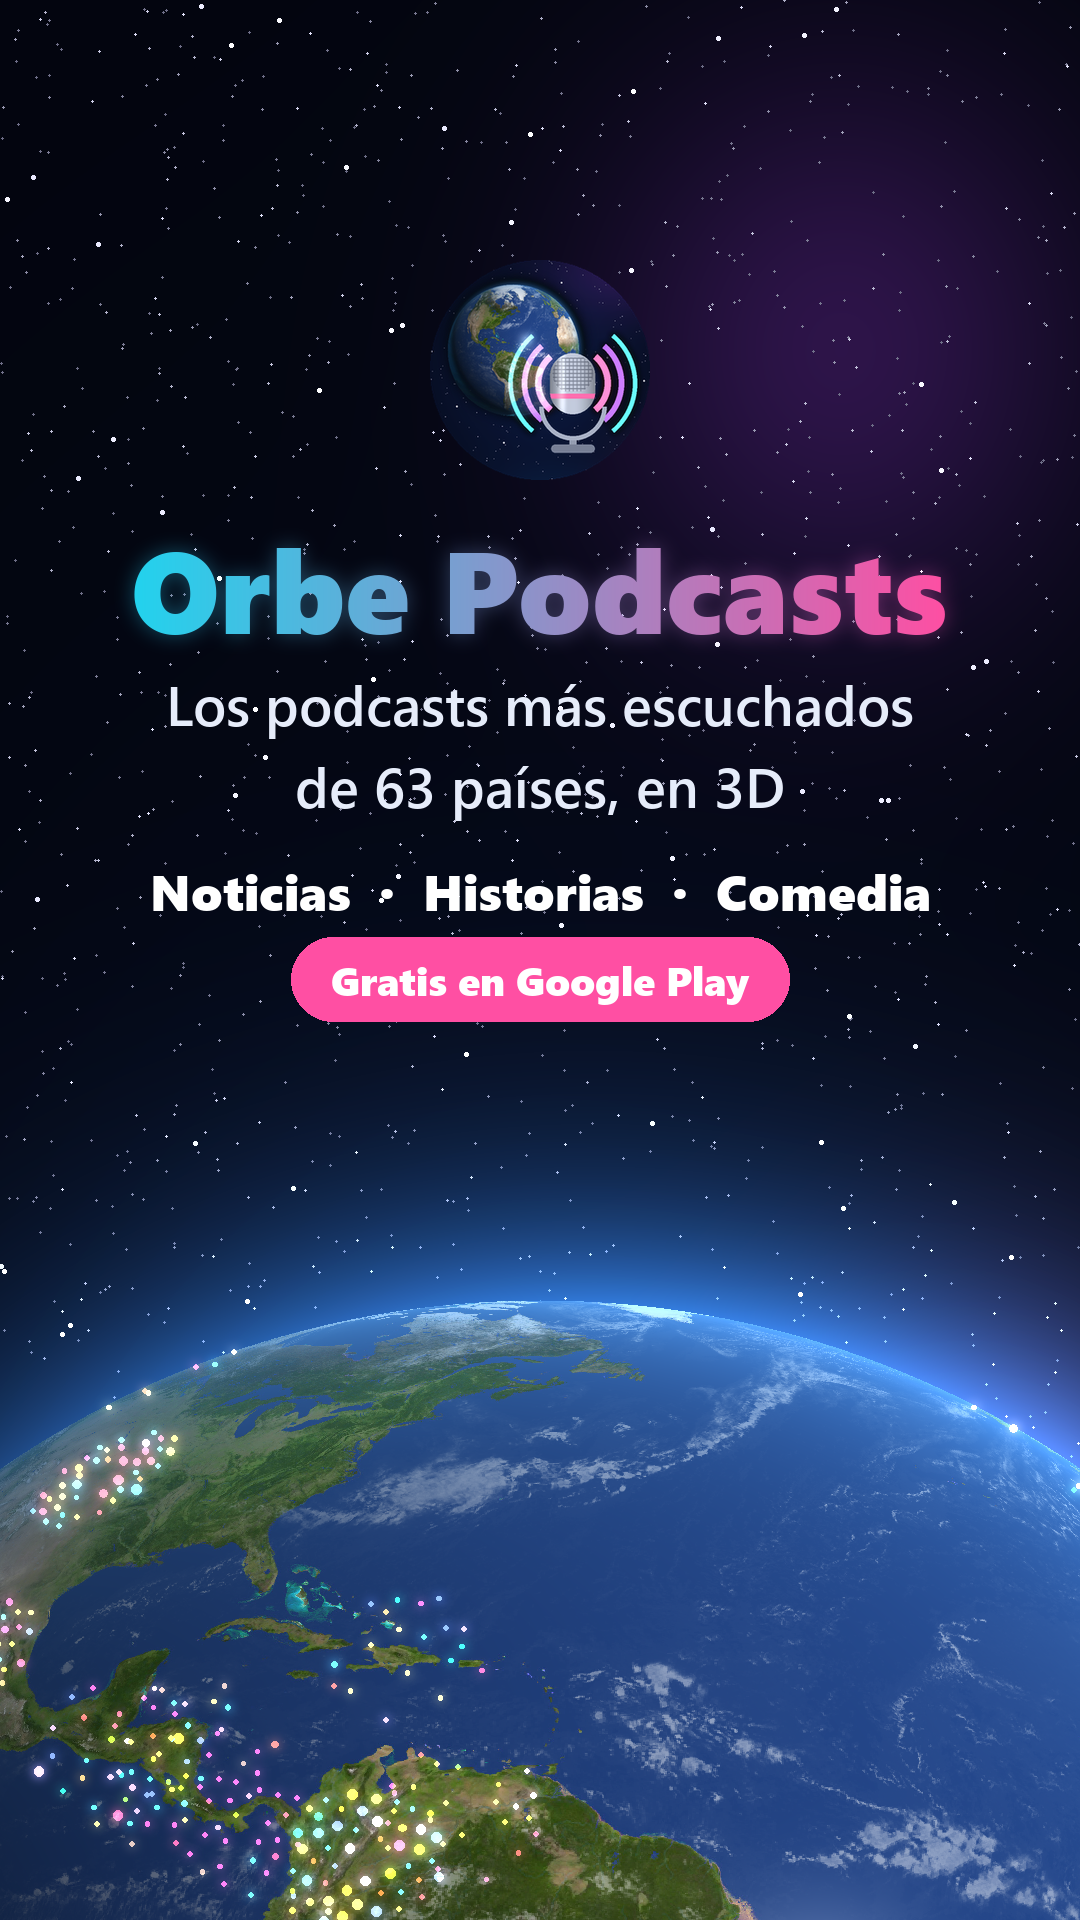 Orbe Podcasts
Los podcasts más escuchados
de 63 países, en 3D
Noticias · Historias · Comedia
Gratis en Google Play